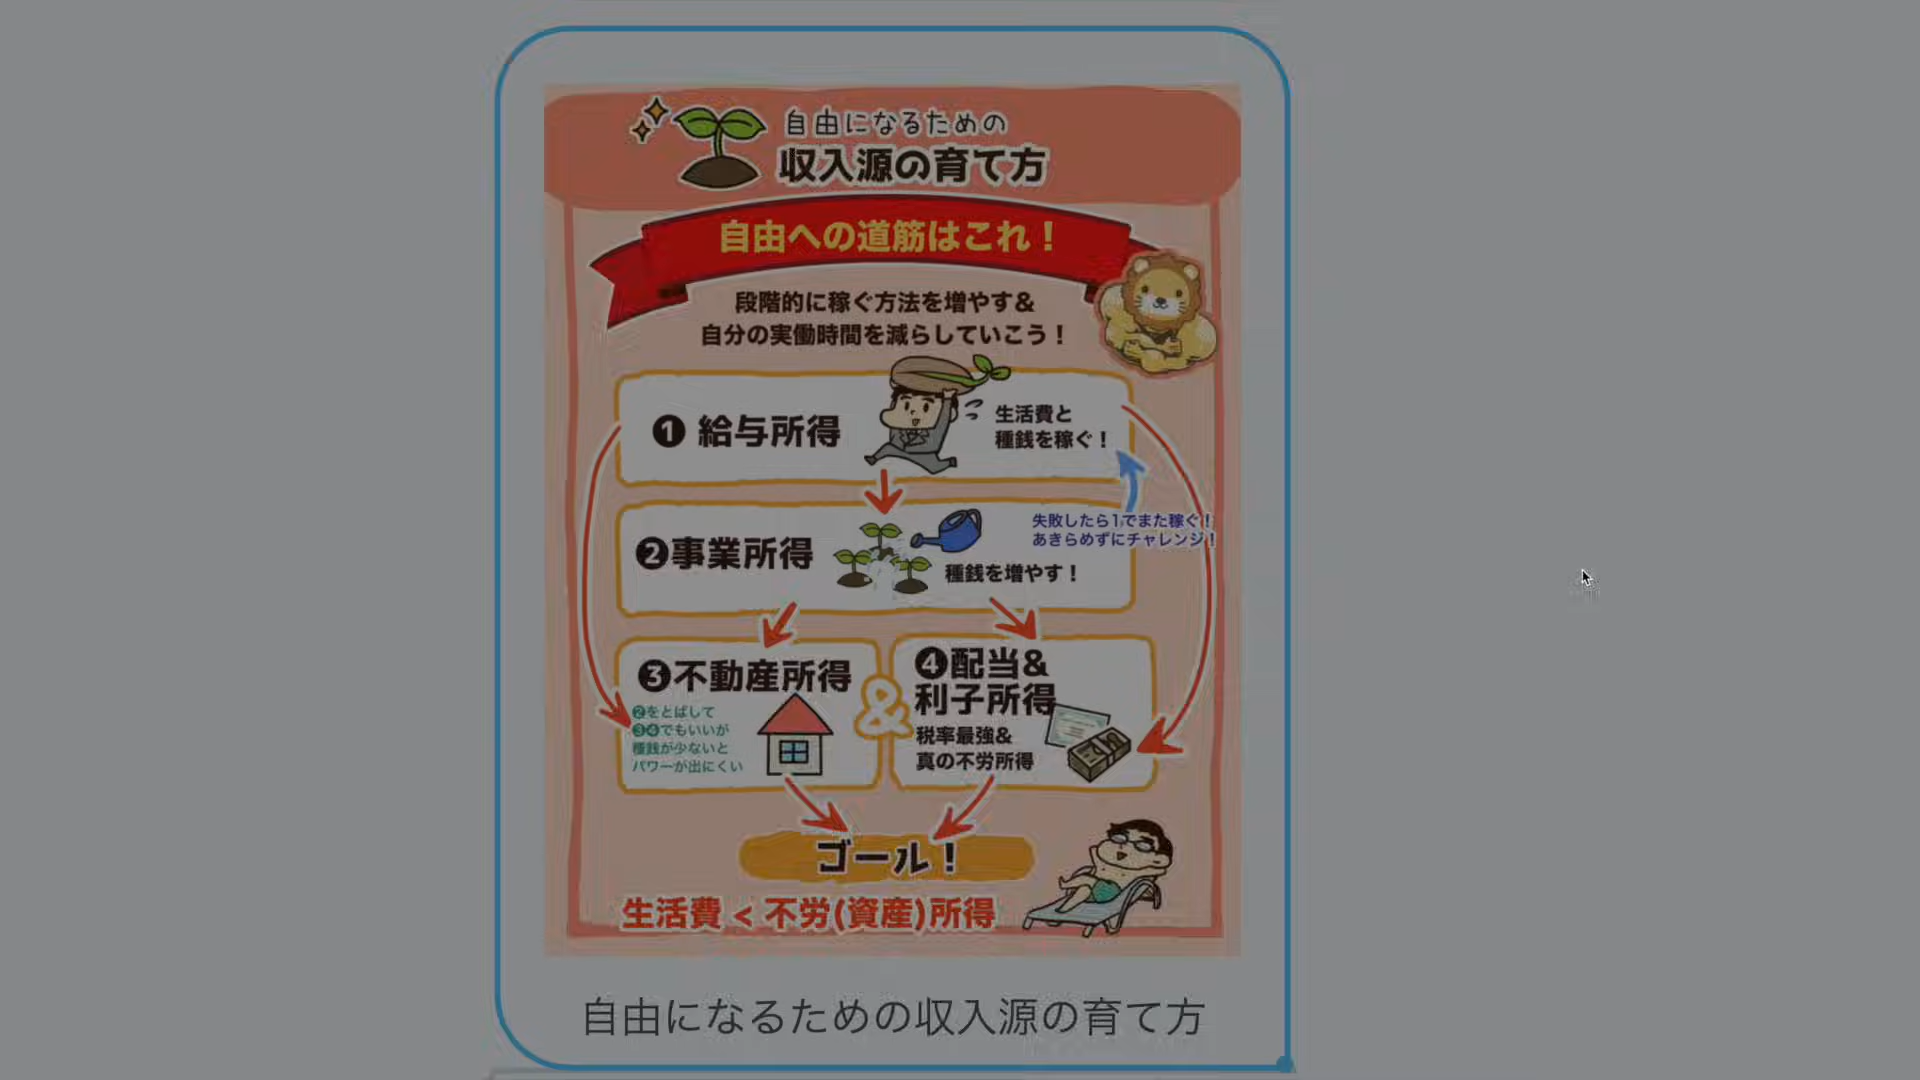 自由になるための
収入源の育て方
自由への道筋はこれ！
段階的に稼ぐ方法を増やす&
自分の実働時間を減らしていこう！
❶ 給与所得
生活費と
種銭を稼ぐ！
失敗したら1でまた稼ぐ！
あきらめずにチャレンジ！
❷事業所得
種銭を増やす！
❸不動産所得
❷をとばして
❸❹でもいいが
種銭が少ないと
パワーが出にくい
&
❹配当&
利子所得
税率最強&
真の不労所得
ゴール！
生活費 < 不労(資産)所得
自由になるための収入源の育て方